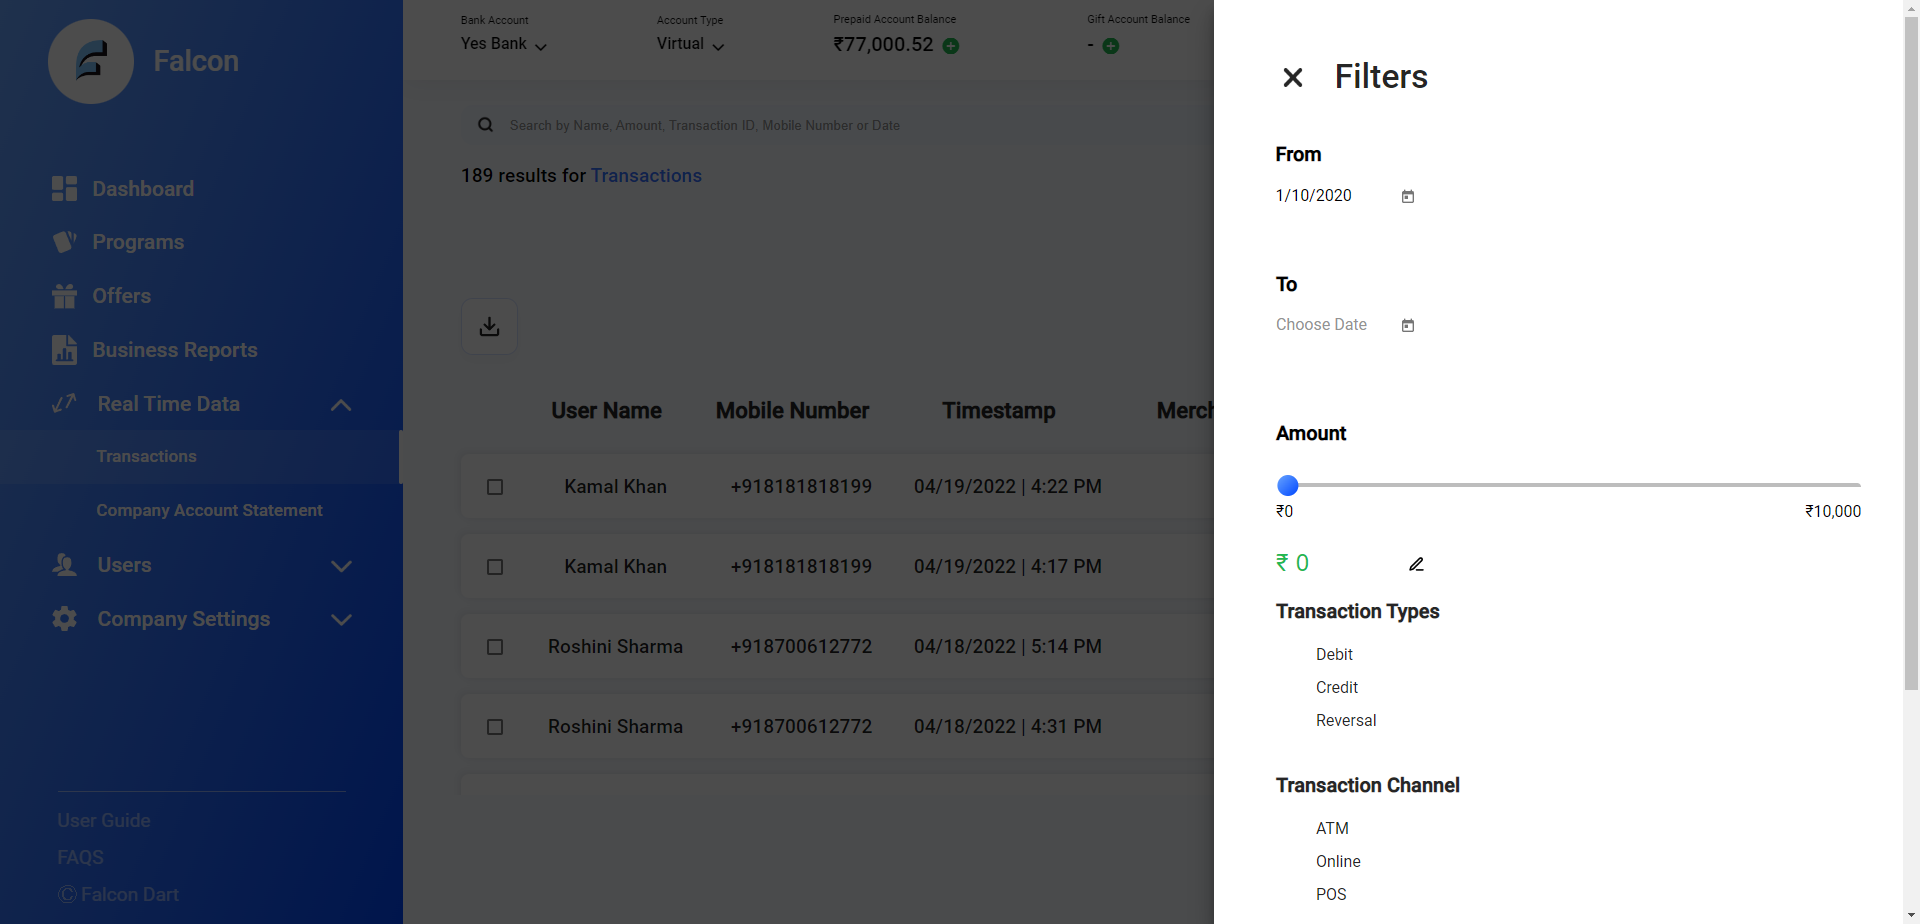 Falcon
Dashboard
Programs
Offers
Business Reports
Real Time Data
Transactions
Company Account Statement
Users
Company Settings
User Guide
FAQS
© Falcon Dart
Bank Account
Yes Bank
Account Type
Virtual
Prepaid Account Balance
₹77,000.52
Gift Account Balance
-
Search by Name, Amount, Transaction ID, Mobile Number or Date
189 results for Transactions
User Name Mobile Number Timestamp Merch
Kamal Khan +918181818199 04/19/2022 | 4:22 PM
Kamal Khan +918181818199 04/19/2022 | 4:17 PM
Roshini Sharma +918700612772 04/18/2022 | 5:14 PM
Roshini Sharma +918700612772 04/18/2022 | 4:31 PM
Filters
From
1/10/2020
To
Choose Date
Amount
₹0 ₹10,000
₹ 0
Transaction Types
Debit
Credit
Reversal
Transaction Channel
ATM
Online
POS